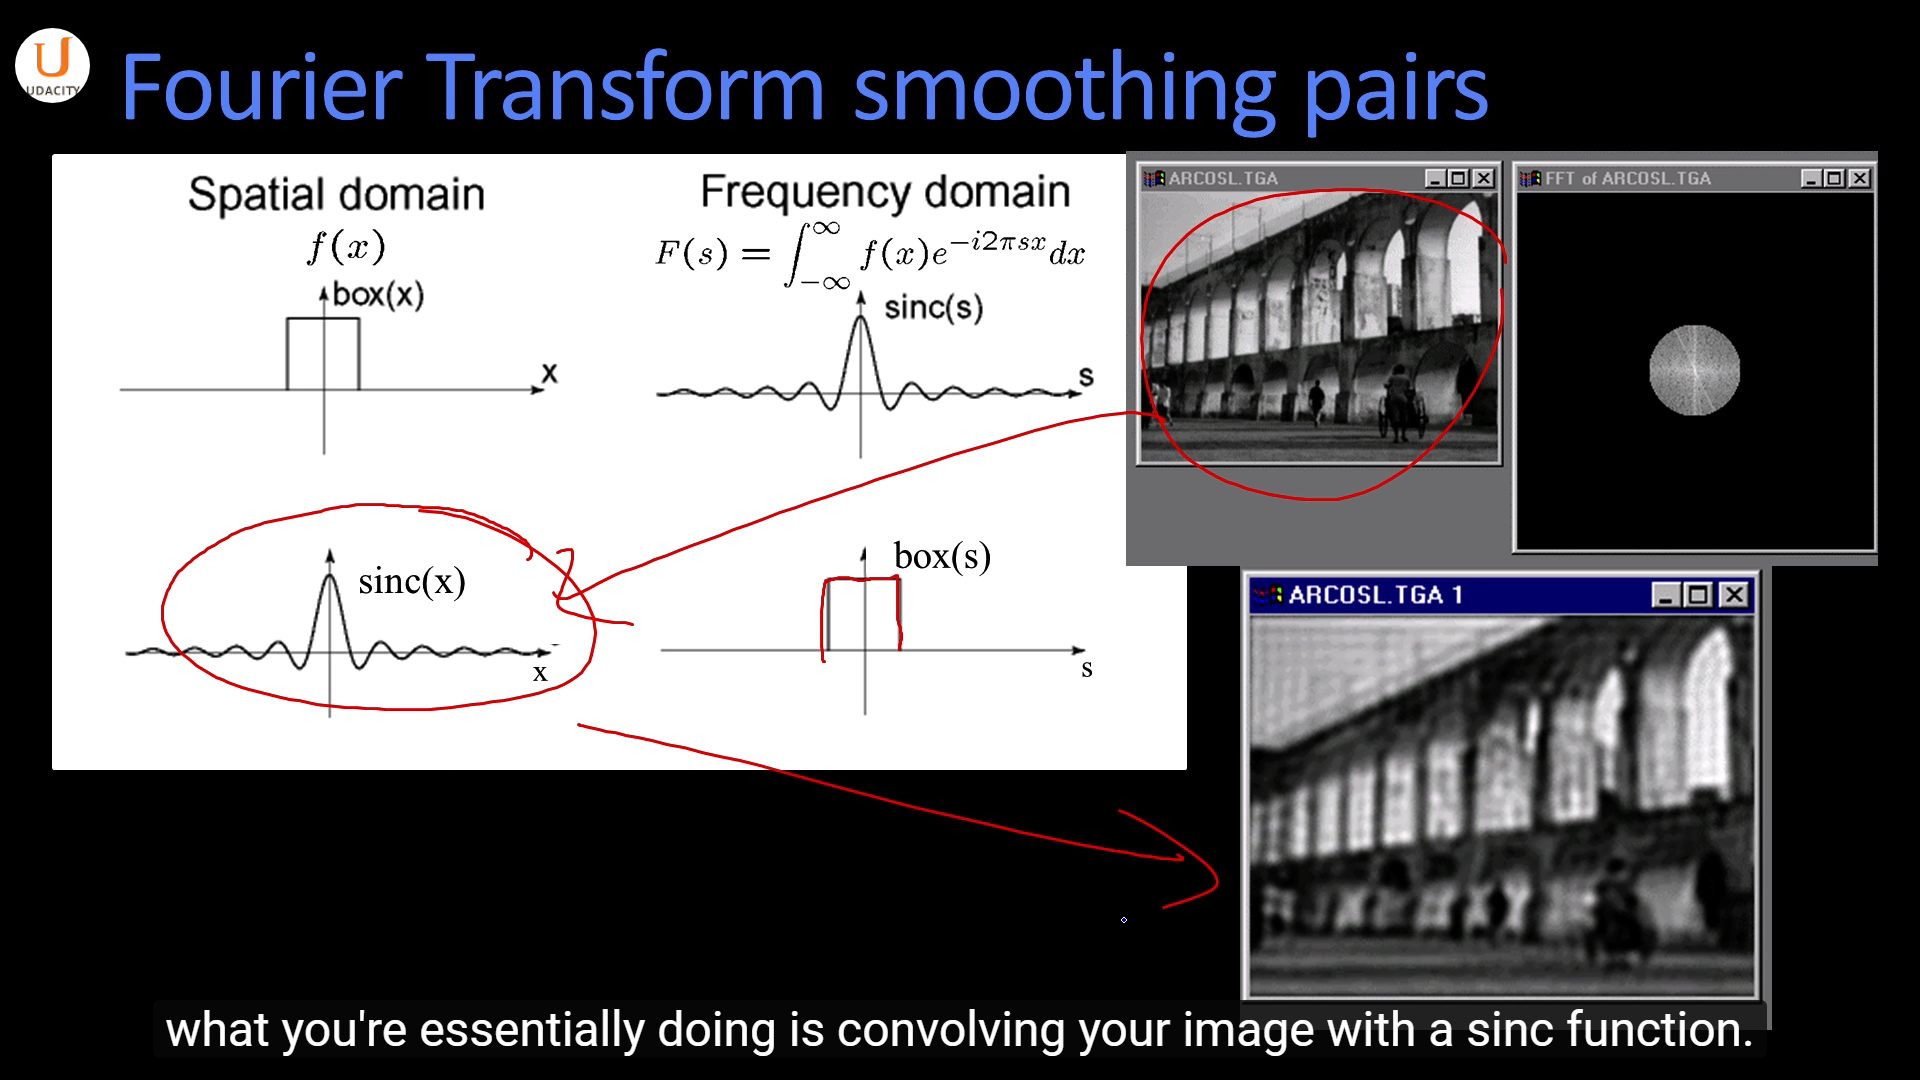 U
UDACITY
Fourier Transform smoothing pairs
Spatial domain
f(x)
box(x)
x
Frequency domain
F(s) = ∫_{-∞}^{∞} f(x)e^{-i2πsx}dx
sinc(s)
s
sinc(x)
x
box(s)
s
ARCOSL.TGA
FFT of ARCOSL.TGA
ARCOSL.TGA 1
what you're essentially doing is convolving your image with a sinc function.